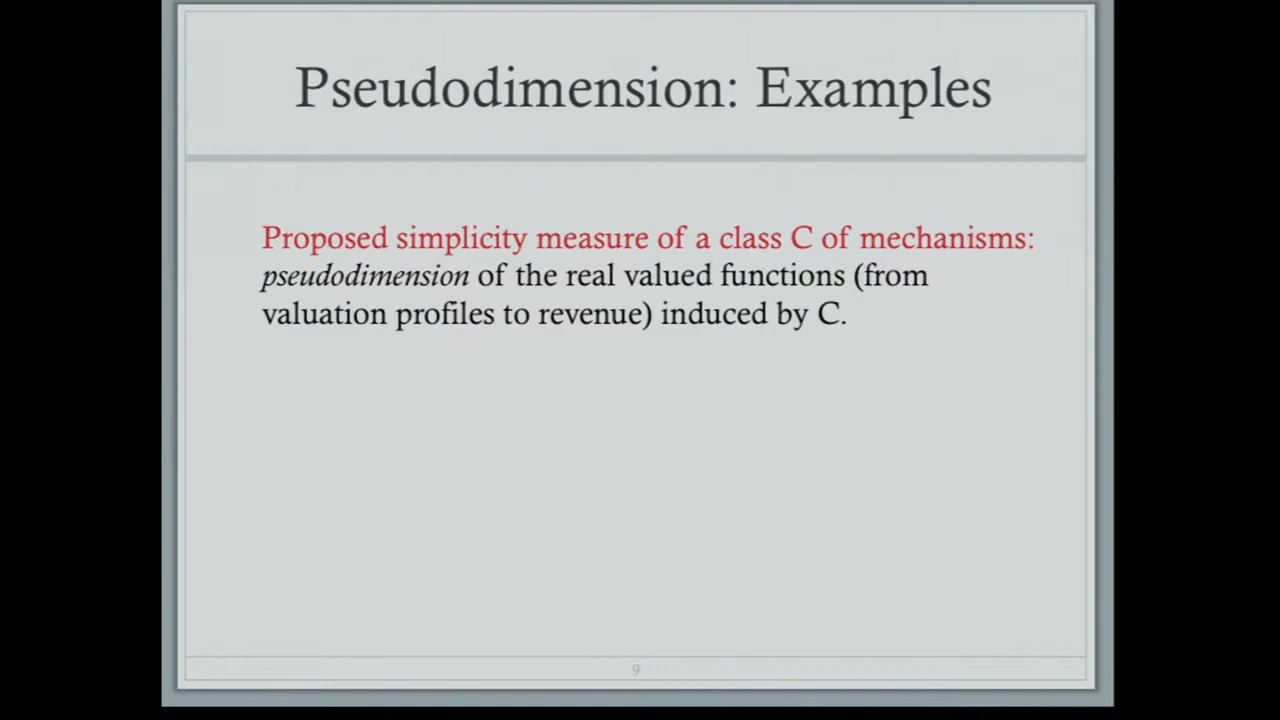 Pseudodimension: Examples
Proposed simplicity measure of a class C of mechanisms:
pseudodimension of the real valued functions (from
valuation profiles to revenue) induced by C.
9